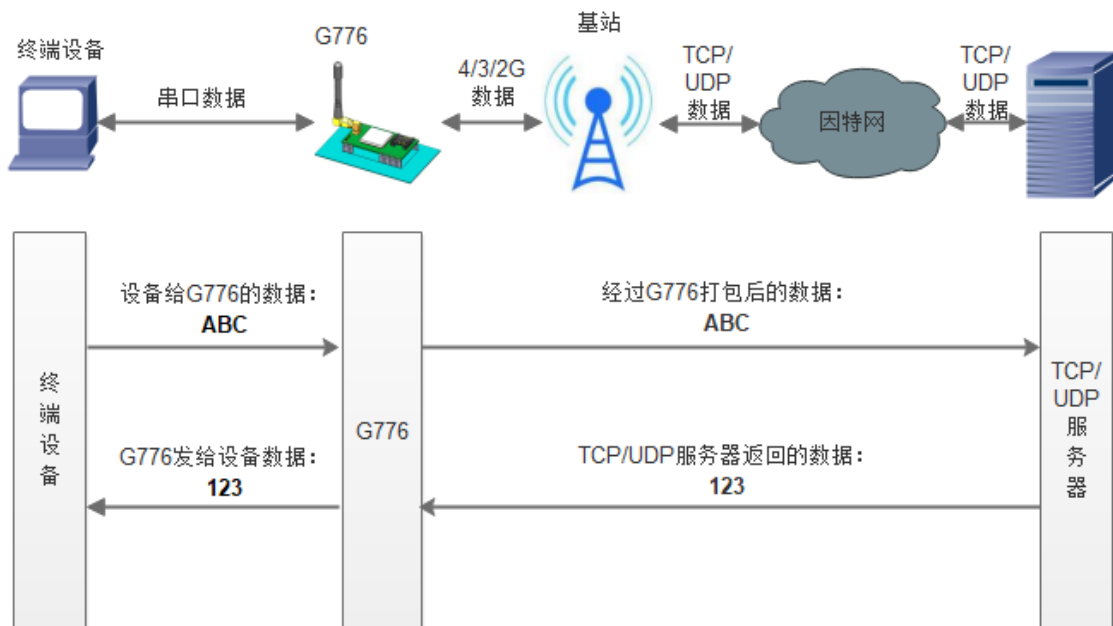 终端设备
G776
基站
串口数据
4/3/2G
数据
TCP/
UDP
数据
因特网
TCP/
UDP
数据
设备给G776的数据：
ABC
经过G776打包后的数据：
ABC
终
端
设
备
G776
TCP/
UDP
服
务
器
G776发给设备数据：
123
TCP/UDP服务器返回的数据：
123